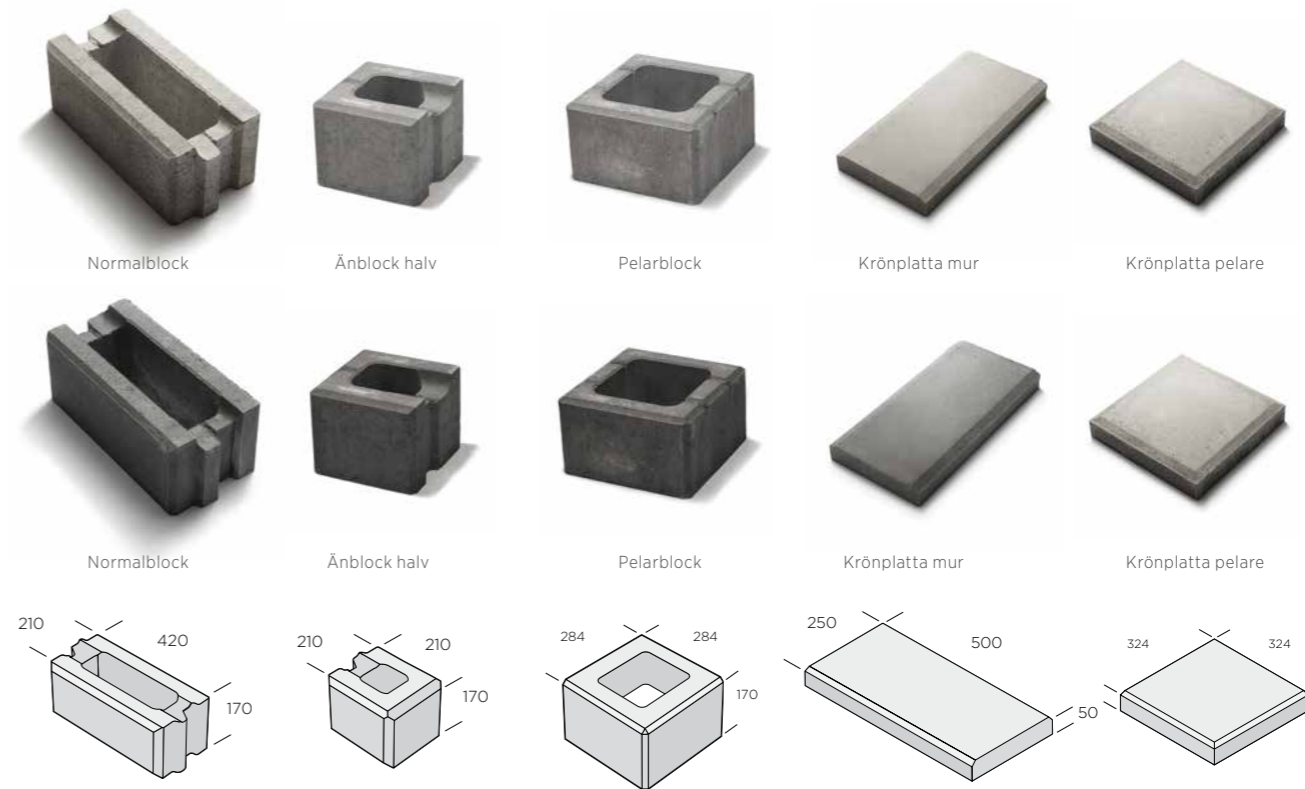 Normalblock
Änblock halv
Pelarblock
Krönplatta mur
Krönplatta pelare
Normalblock
Änblock halv
Pelarblock
Krönplatta mur
Krönplatta pelare
210 420 170
210 210 170
284 284 170
250 500 50
324 324